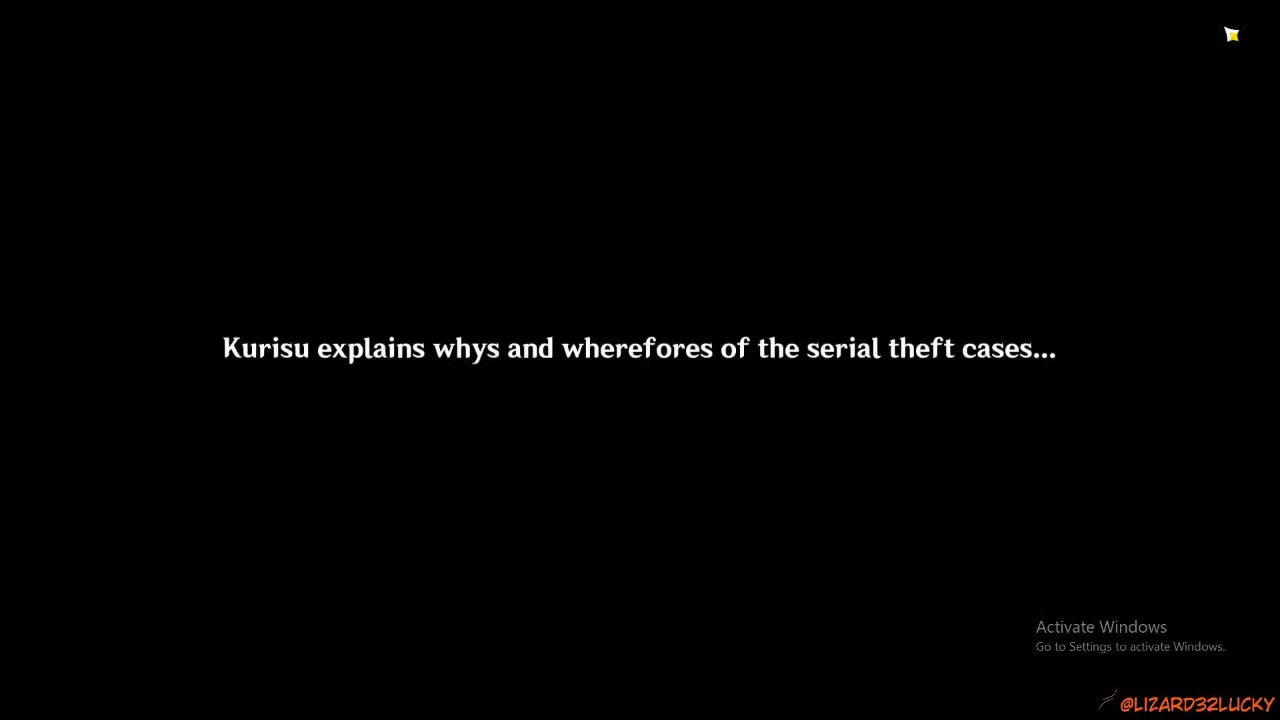 Kurisu explains whys and wherefores of the serial theft cases...
Activate Windows
Go to Settings to activate Windows.
@LIZARD32LUCKY